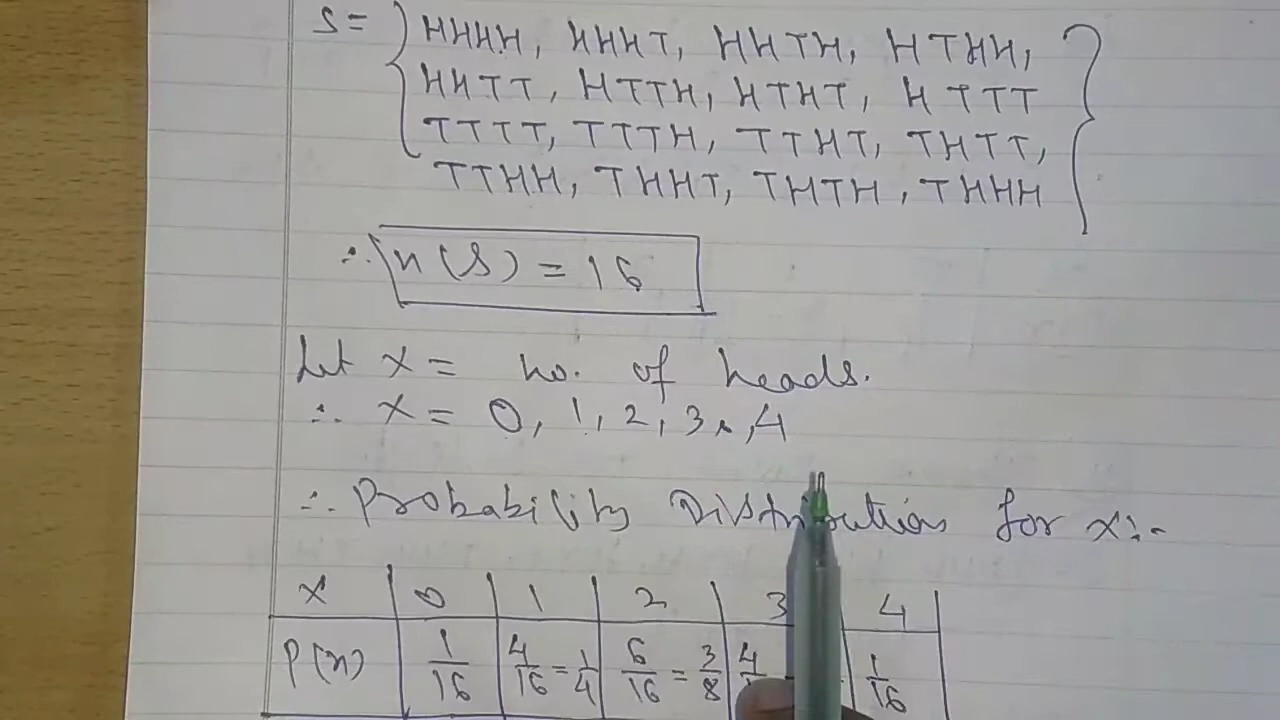 S = { HHHH, HHHT, HHTH, HTHH,
HHTT, HTTH, HTHT, HTTT
TTTT, TTTH, TTHT, THTT,
TTHH, THHT, THTH, THHH }
∴ n(S) = 16
Let X = no. of heads.
∴ X = 0, 1, 2, 3, 4
∴ Probability Distribution for x:-
X | 0 | 1 | 2 | 3 | 4
P(x) | 1/16 | 4/16 = 1/4 | 6/16 = 3/8 | 4/ | 1/16